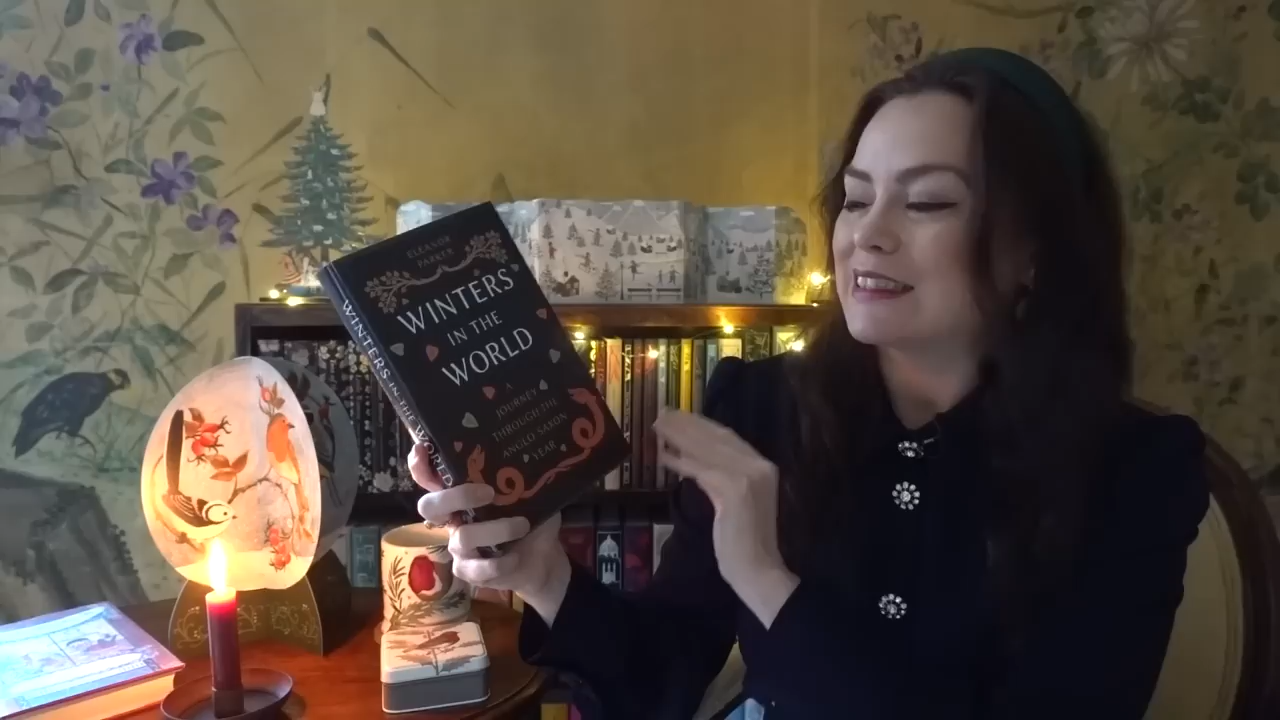 ELEANOR
PARKER
WINTERS
IN THE
WORLD
A
JOURNEY
THROUGH THE
ANGLO-SAXON
YEAR
WINTERS IN THE WORLD